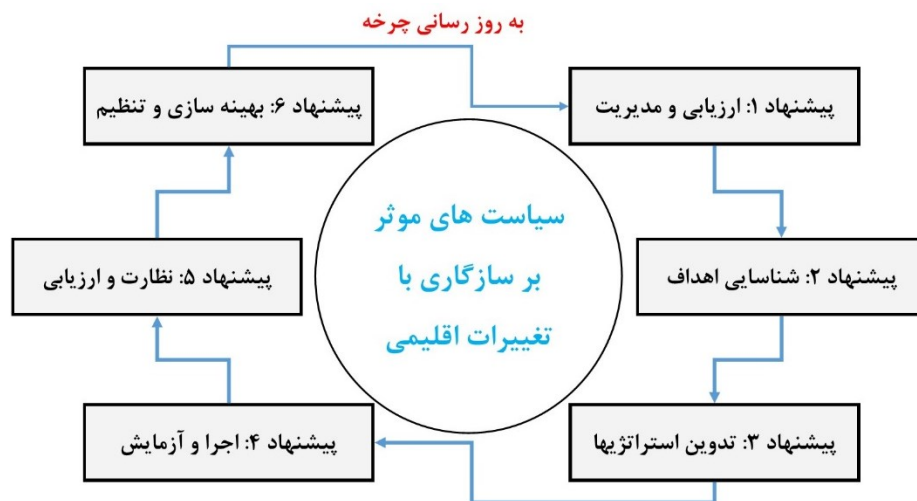 به روز رسانی چرخه
پیشنهاد ۱: ارزیابی و مدیریت
پیشنهاد ۲: شناسایی اهداف
پیشنهاد ۳: تدوین استراتژیها
پیشنهاد ۴: اجرا و آزمایش
پیشنهاد ۵: نظارت و ارزیابی
پیشنهاد ۶: بهینه سازی و تنظیم
سیاست های موثر
بر سازگاری با
تغییرات اقلیمی